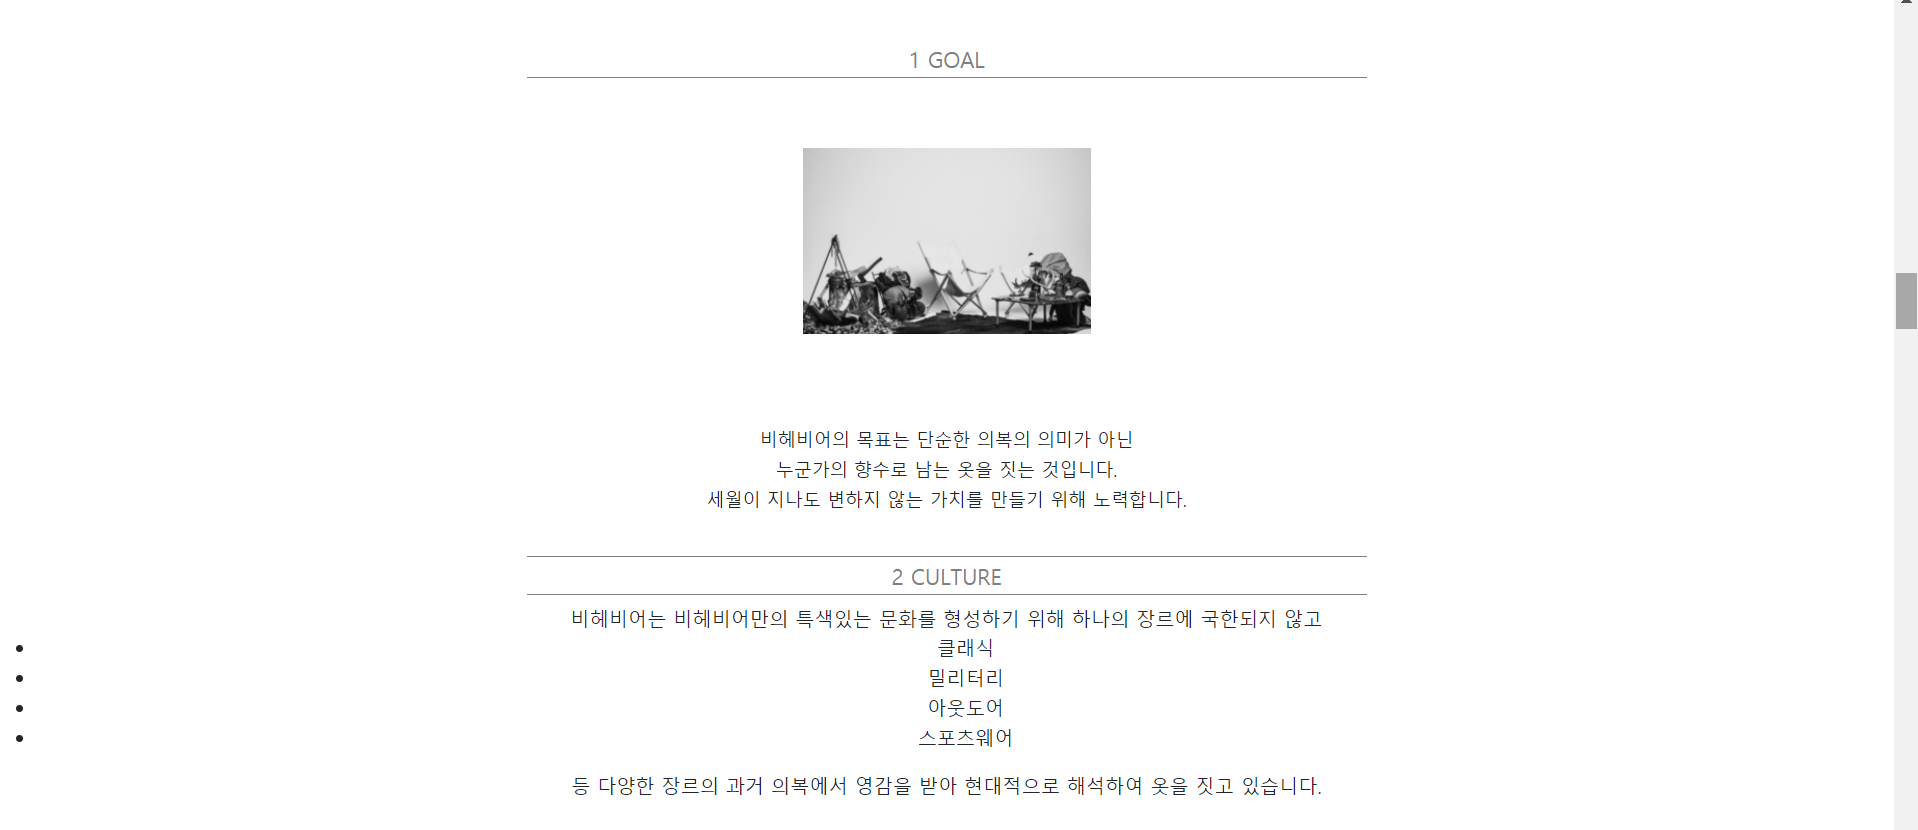 1 GOAL
비헤비어의 목표는 단순한 의복의 의미가 아닌
누군가의 향수로 남는 옷을 짓는 것입니다.
세월이 지나도 변하지 않는 가치를 만들기 위해 노력합니다.
2 CULTURE
비헤비어는 비헤비어만의 특색있는 문화를 형성하기 위해 하나의 장르에 국한되지 않고
클래식
밀리터리
아웃도어
스포츠웨어
등 다양한 장르의 과거 의복에서 영감을 받아 현대적으로 해석하여 옷을 짓고 있습니다.